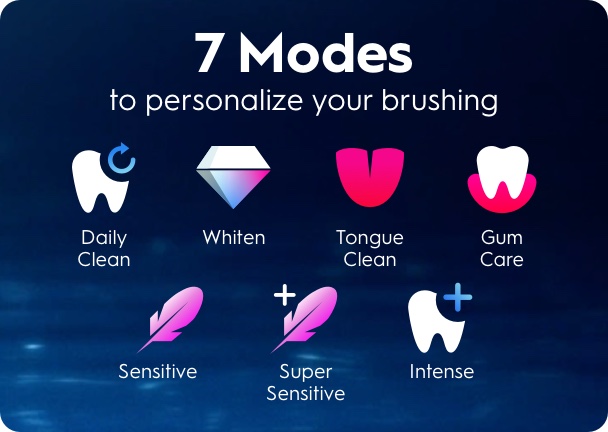 7 Modes
to personalize your brushing
Daily
Clean
Whiten
Tongue
Clean
Gum
Care
Sensitive
Super
Sensitive
Intense